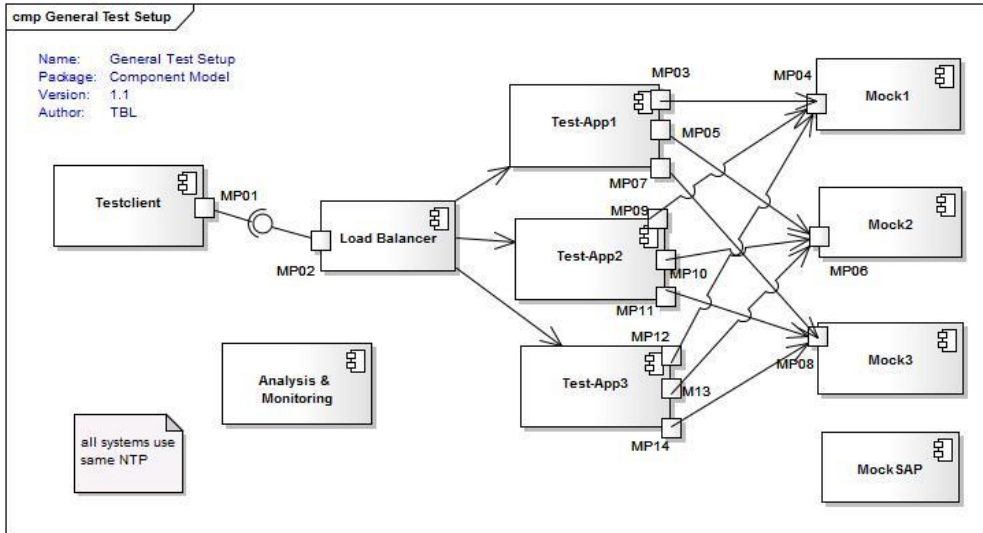 cmp General Test Setup
Name: General Test Setup
Package: Component Model
Version: 1.1
Author: TBL
MP03
MP04
Mock1
Test-App1
MP05
MP07
Testclient
MP01
MP09
Mock2
Load Balancer
Test-App2
MP02
MP10
MP06
MP11
MP12
MP08
Mock3
Analysis &
Monitoring
Test-App3
M13
MP14
all systems use
same NTP
MockSAP